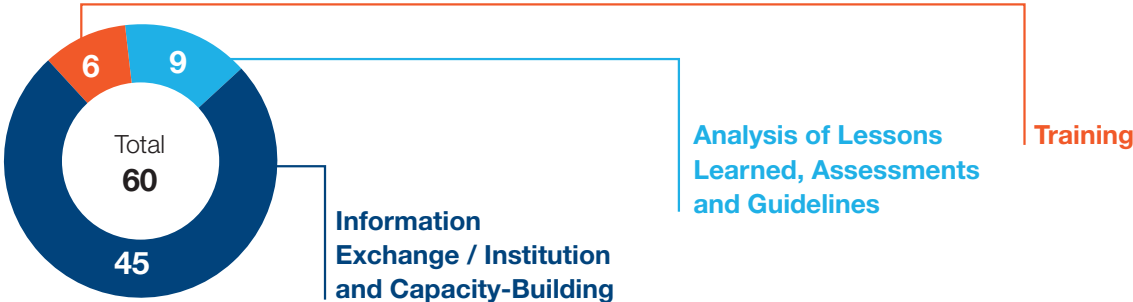 6
9
Total
60
45
Information
Exchange / Institution
and Capacity-Building
Analysis of Lessons
Learned, Assessments
and Guidelines
Training